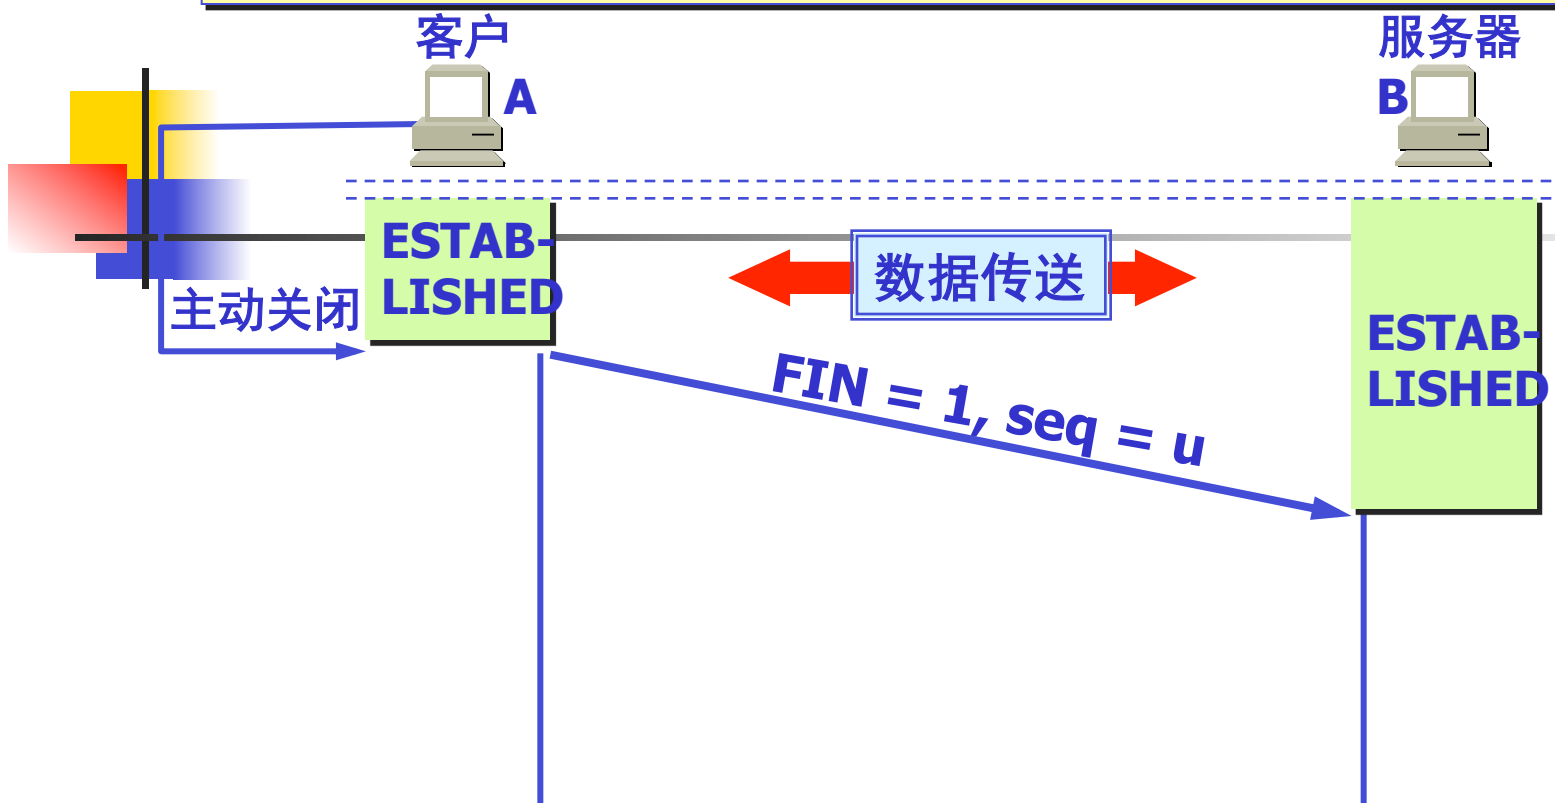 客户
服务器
A
B
ESTAB-
LISHED
数据传送
主动关闭
ESTAB-
LISHED
FIN = 1, seq = u